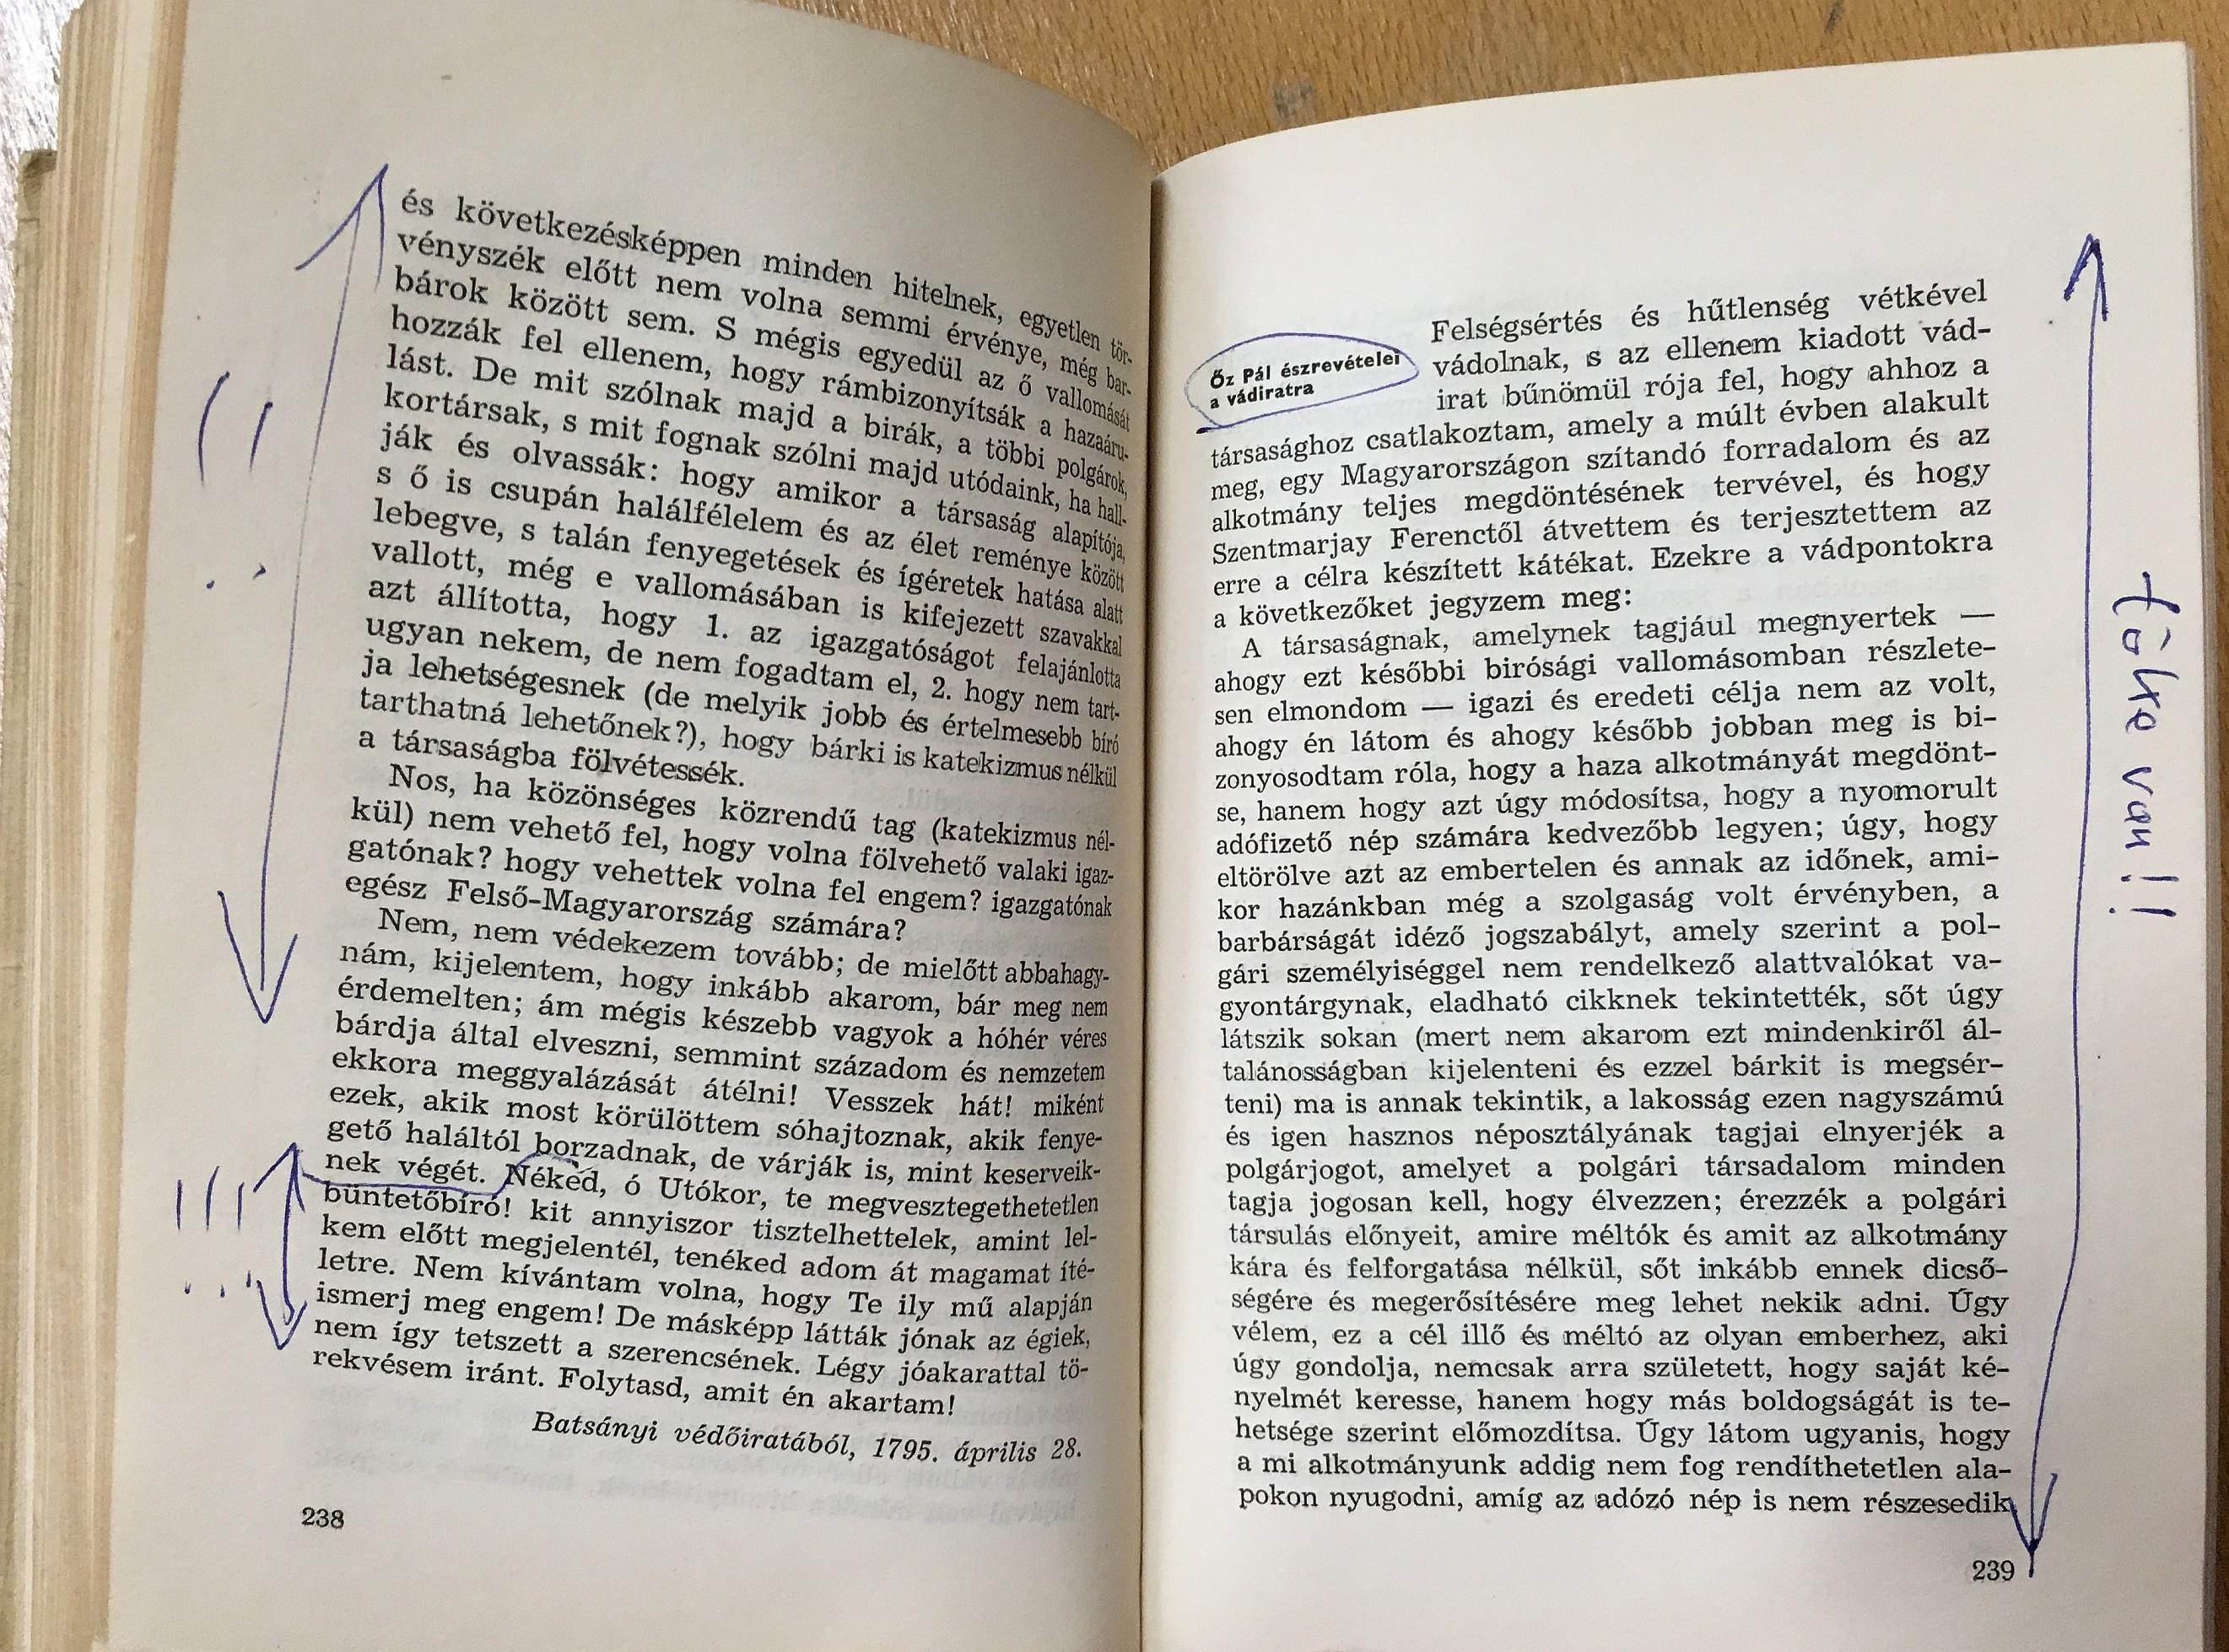 és következésképpen minden hitelnek, egyetlen tör-
vényszék előtt nem volna semmi érvénye, még bar-
bárok között sem. S mégis egyedül az ő vallomását
hozzák fel ellenem, hogy rámbizonyítsák a hazaáru-
lást. De mit szólnak majd a birák, a többi polgárok,
kortársak, s mit fognak szólni majd utódaink, ha hall-
ják és olvassák: hogy amikor a társaság alapítója,
s ő is csupán halálfélelem és az élet reménye között
lebegve, s talán fenyegetések és ígéretek hatása alatt
vallott, még e vallomásában is kifejezett szavakkal
azt állította, hogy 1. az igazgatóságot felajánlotta
ugyan nekem, de nem fogadtam el, 2. hogy nem tart-
ja lehetségesnek (de melyik jobb és értelmesebb bíró
tarthatná lehetőnek?), hogy bárki is katekizmus nélkül
a társaságba fölvétessék.
Nos, ha közönséges közrendű tag (katekizmus nél-
kül) nem vehető fel, hogy volna fölvehető valaki igaz-
gatónak? hogy vehettek volna fel engem? igazgatónak
egész Felső-Magyarország számára?
Nem, nem védekezem tovább; de mielőtt abbahagy-
nám, kijelentem, hogy inkább akarom, bár meg nem
érdemelten; ám mégis készebb vagyok a hóhér véres
bárdja által elveszni, semmint századom és nemzetem
ekkora meggyalázását átélni! Vesszek hát! miként
ezek, akik most körülöttem sóhajtoznak, akik fenye-
gető haláltól borzadnak, de várják is, mint keserveik-
nek végét. Néked, ó Utókor, te megvesztegethetetlen
büntetőbíró! kit annyiszor tisztelhettelek, amint lel-
kem előtt megjelentél, tenéked adom át magamat íté-
letre. Nem kívántam volna, hogy Te ily mű alapján
ismerj meg engem! De másképp látták jónak az égiek,
nem így tetszett a szerencsének. Légy jóakarattal tö-
rekvésem iránt. Folytasd, amit én akartam!
Batsányi védőiratából, 1795. április 28.
238
!!
!!!
Őz Pál észrevételei
a vádiratra
Felségsértés és hűtlenség vétkével
vádolnak, s az ellenem kiadott vád-
irat bűnömül rója fel, hogy ahhoz a
társasághoz csatlakoztam, amely a múlt évben alakult
meg, egy Magyarországon szítandó forradalom és az
alkotmány teljes megdöntésének tervével, és hogy
Szentmarjay Ferenctől átvettem és terjesztettem az
erre a célra készített kátékat. Ezekre a vádpontokra
a következőket jegyzem meg:
A társaságnak, amelynek tagjául megnyertek —
ahogy ezt későbbi birósági vallomásomban részlete-
sen elmondom — igazi és eredeti célja nem az volt,
ahogy én látom és ahogy később jobban meg is bi-
zonyosodtam róla, hogy a haza alkotmányát megdönt-
se, hanem hogy azt úgy módosítsa, hogy a nyomorult
adófizető nép számára kedvezőbb legyen; úgy, hogy
eltörölve azt az embertelen és annak az időnek, ami-
kor hazánkban még a szolgaság volt érvényben, a
barbárságát idéző jogszabályt, amely szerint a pol-
gári személyiséggel nem rendelkező alattvalókat va-
gyontárgynak, eladható cikknek tekintették, sőt úgy
látszik sokan (mert nem akarom ezt mindenkiről ál-
talánosságban kijelenteni és ezzel bárkit is megsér-
teni) ma is annak tekintik, a lakosság ezen nagyszámú
és igen hasznos néposztályának tagjai elnyerjék a
polgárjogot, amelyet a polgári társadalom minden
tagja jogosan kell, hogy élvezzen; érezzék a polgári
társulás előnyeit, amire méltók és amit az alkotmány
kára és felforgatása nélkül, sőt inkább ennek dicső-
ségére és megerősítésére meg lehet nekik adni. Úgy
vélem, ez a cél illő és méltó az olyan emberhez, aki
úgy gondolja, nemcsak arra született, hogy saját ké-
nyelmét keresse, hanem hogy más boldogságát is te-
hetsége szerint előmozdítsa. Úgy látom ugyanis, hogy
a mi alkotmányunk addig nem fog rendíthetetlen ala-
pokon nyugodni, amíg az adózó nép is nem részesedik
239
van!!